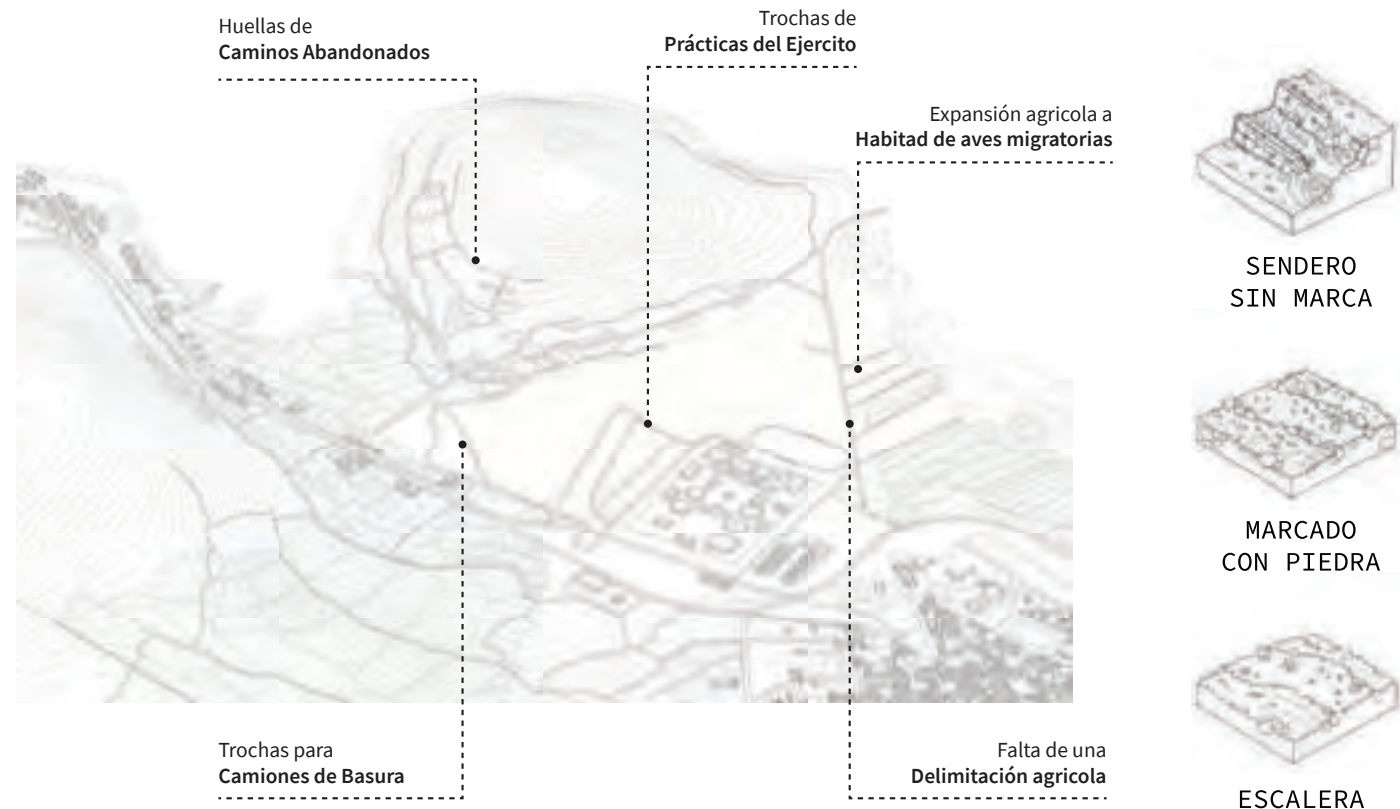 Huellas de
Caminos Abandonados
Trochas de
Prácticas del Ejercito
Expansión agricola a
Habitad de aves migratorias
SENDERO
SIN MARCA
MARCADO
CON PIEDRA
Trochas para
Camiones de Basura
Falta de una
Delimitación agricola
ESCALERA